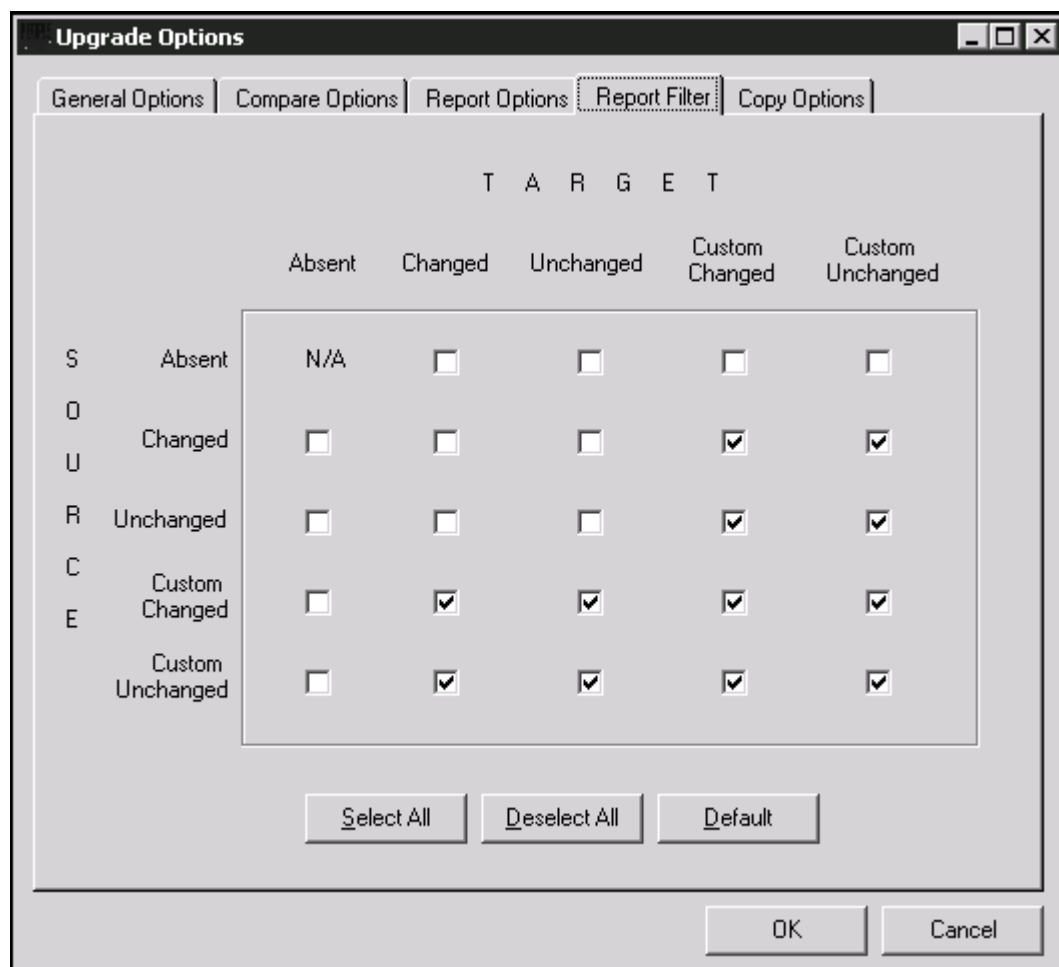 Upgrade Options
General Options
Compare Options
Report Options
Report Filter
Copy Options
T A R G E T
Absent
Changed
Unchanged
Custom
Changed
Custom
Unchanged
S O U R C E
Absent
N/A
Changed
Unchanged
Custom
Changed
Custom
Unchanged
Select All
Deselect All
Default
OK
Cancel